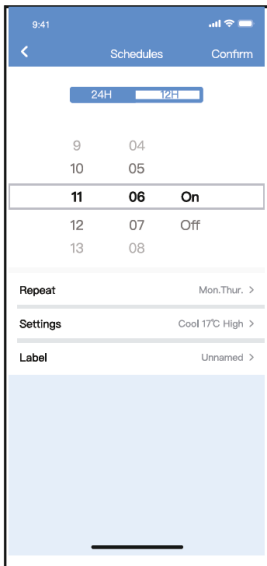 9:41
Schedules Confirm
24H 12H
9 04
10 05
11 06 On
12 07 Off
13 08
Repeat Mon.Thur. >
Settings Cool 17℃ High >
Label Unnamed >